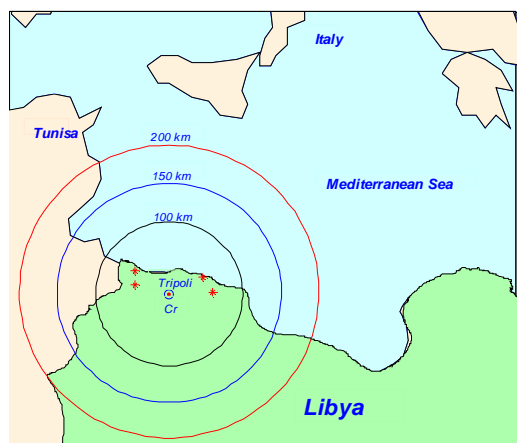 Italy
Tunisa
200 km
150 km
Mediterranean Sea
100 km
Tripoli
Cr
Libya